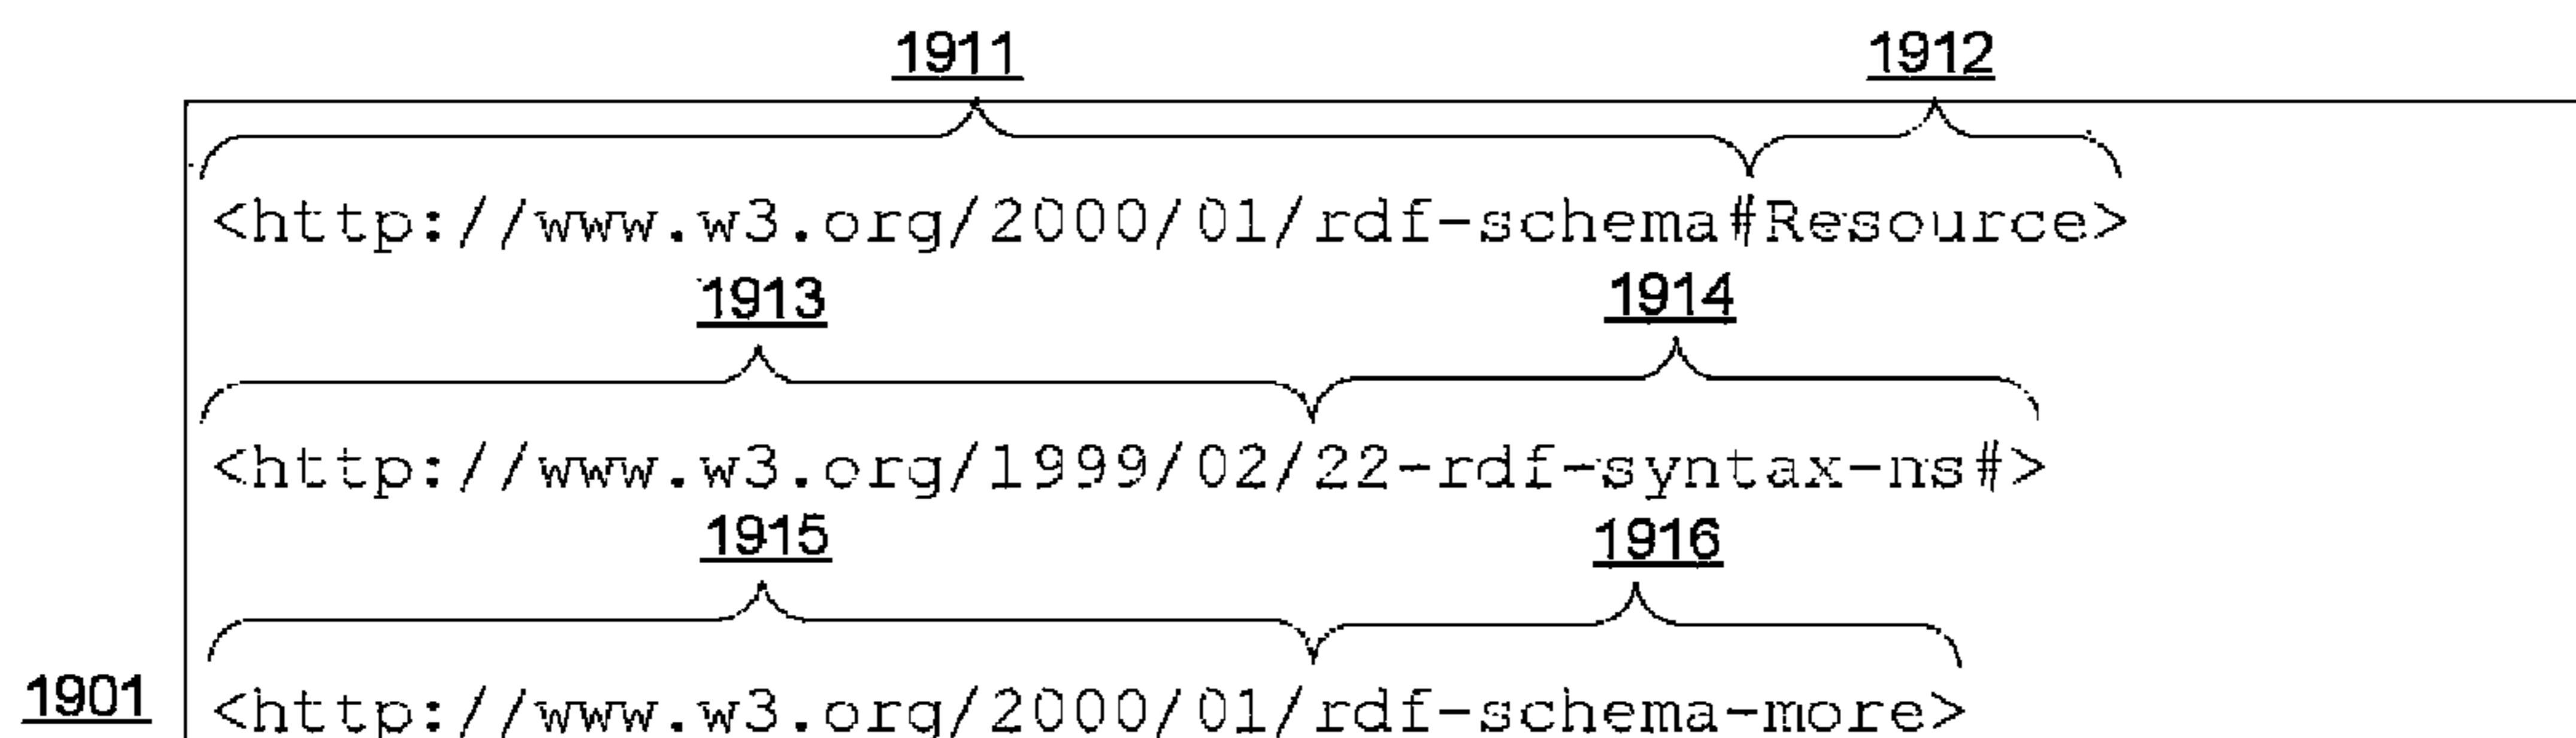 1911 1912
<http://www.w3.org/2000/01/rdf-schema#Resource>
1913 1914
<http://www.w3.org/1999/02/22-rdf-syntax-ns#>
1915 1916
1901 <http://www.w3.org/2000/01/rdf-schema-more>